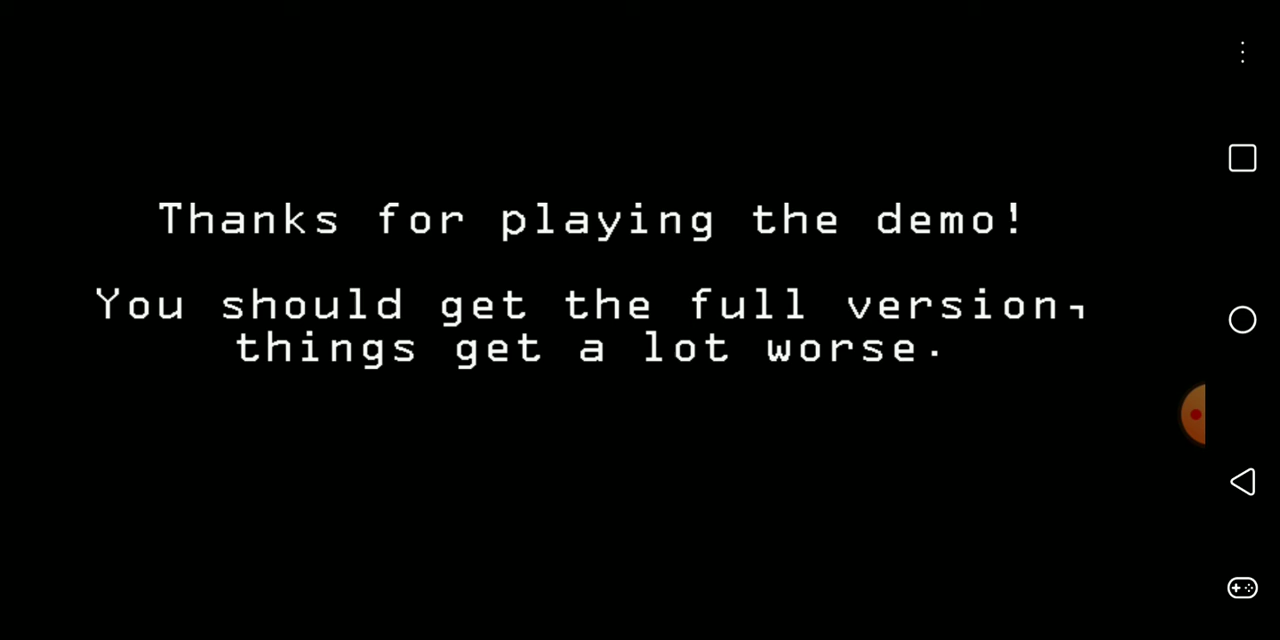 Thanks for playing the demo!
You should get the full version,
things get a lot worse.